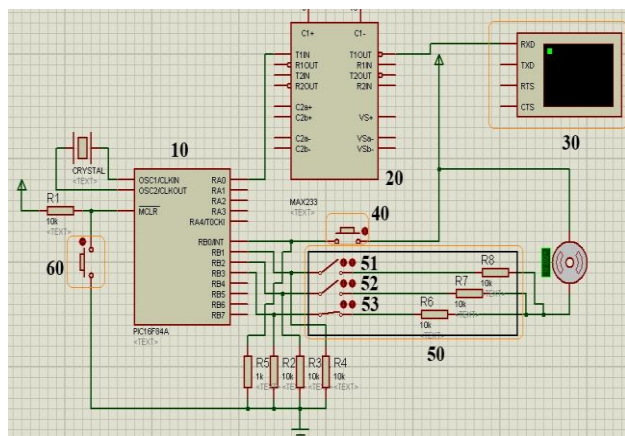 C1+ C1-
T1IN T1OUT
R1OUT R1IN
T2IN T2OUT
R2OUT R2IN
C2a+
C2b+ VS+
C2a- VSa-
C2b- VSb-
MAX233
<TEXT>
20
RXD
TXD
RTS
CTS
30
10
CRYSTAL
<TEXT>
OSC1/CLKIN RA0
OSC2/CLKOUT RA1
RA2
MCLR RA3
RA4/T0CKI
RB0/INT
RB1
RB2
RB3
RB4
RB5
RB6
RB7
PIC16F84A
<TEXT>
R1
10k
<TEXT>
60
40
51
52
53
R8
10k
<TEXT>
R7
10k
<TEXT>
R6
10k
<TEXT>
50
R5 R2 R3 R4
1k 10k 10k 10k